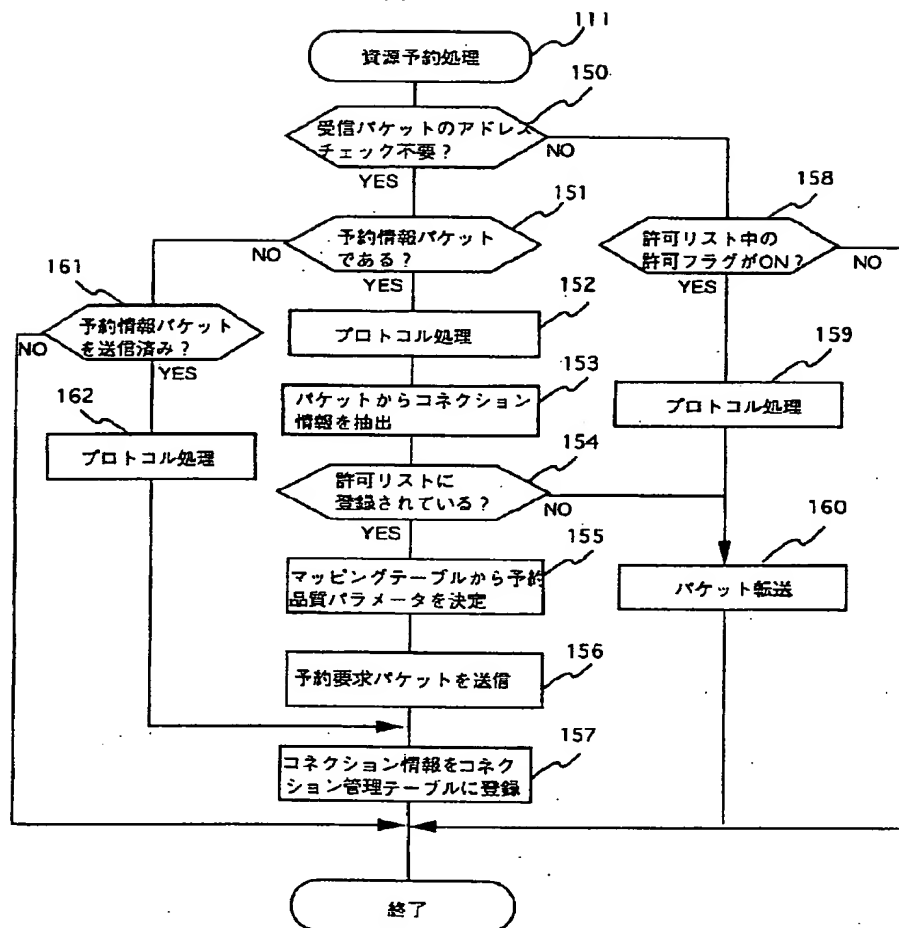 111
資源予約処理
150
受信パケットのアドレス
チェック不要?
NO
YES
151
158
予約情報パケット
である?
許可リスト中の
許可フラグがON?
NO
NO
161
YES
YES
152
予約情報パケット
を送信済み?
プロトコル処理
NO
YES
153
159
162
パケットからコネクション
情報を抽出
プロトコル処理
プロトコル処理
154
許可リストに
登録されている?
NO
160
YES
155
マッピングテーブルから予約
品質パラメータを決定
パケット転送
156
予約要求パケットを送信
157
コネクション情報をコネク
ション管理テーブルに登録
終了